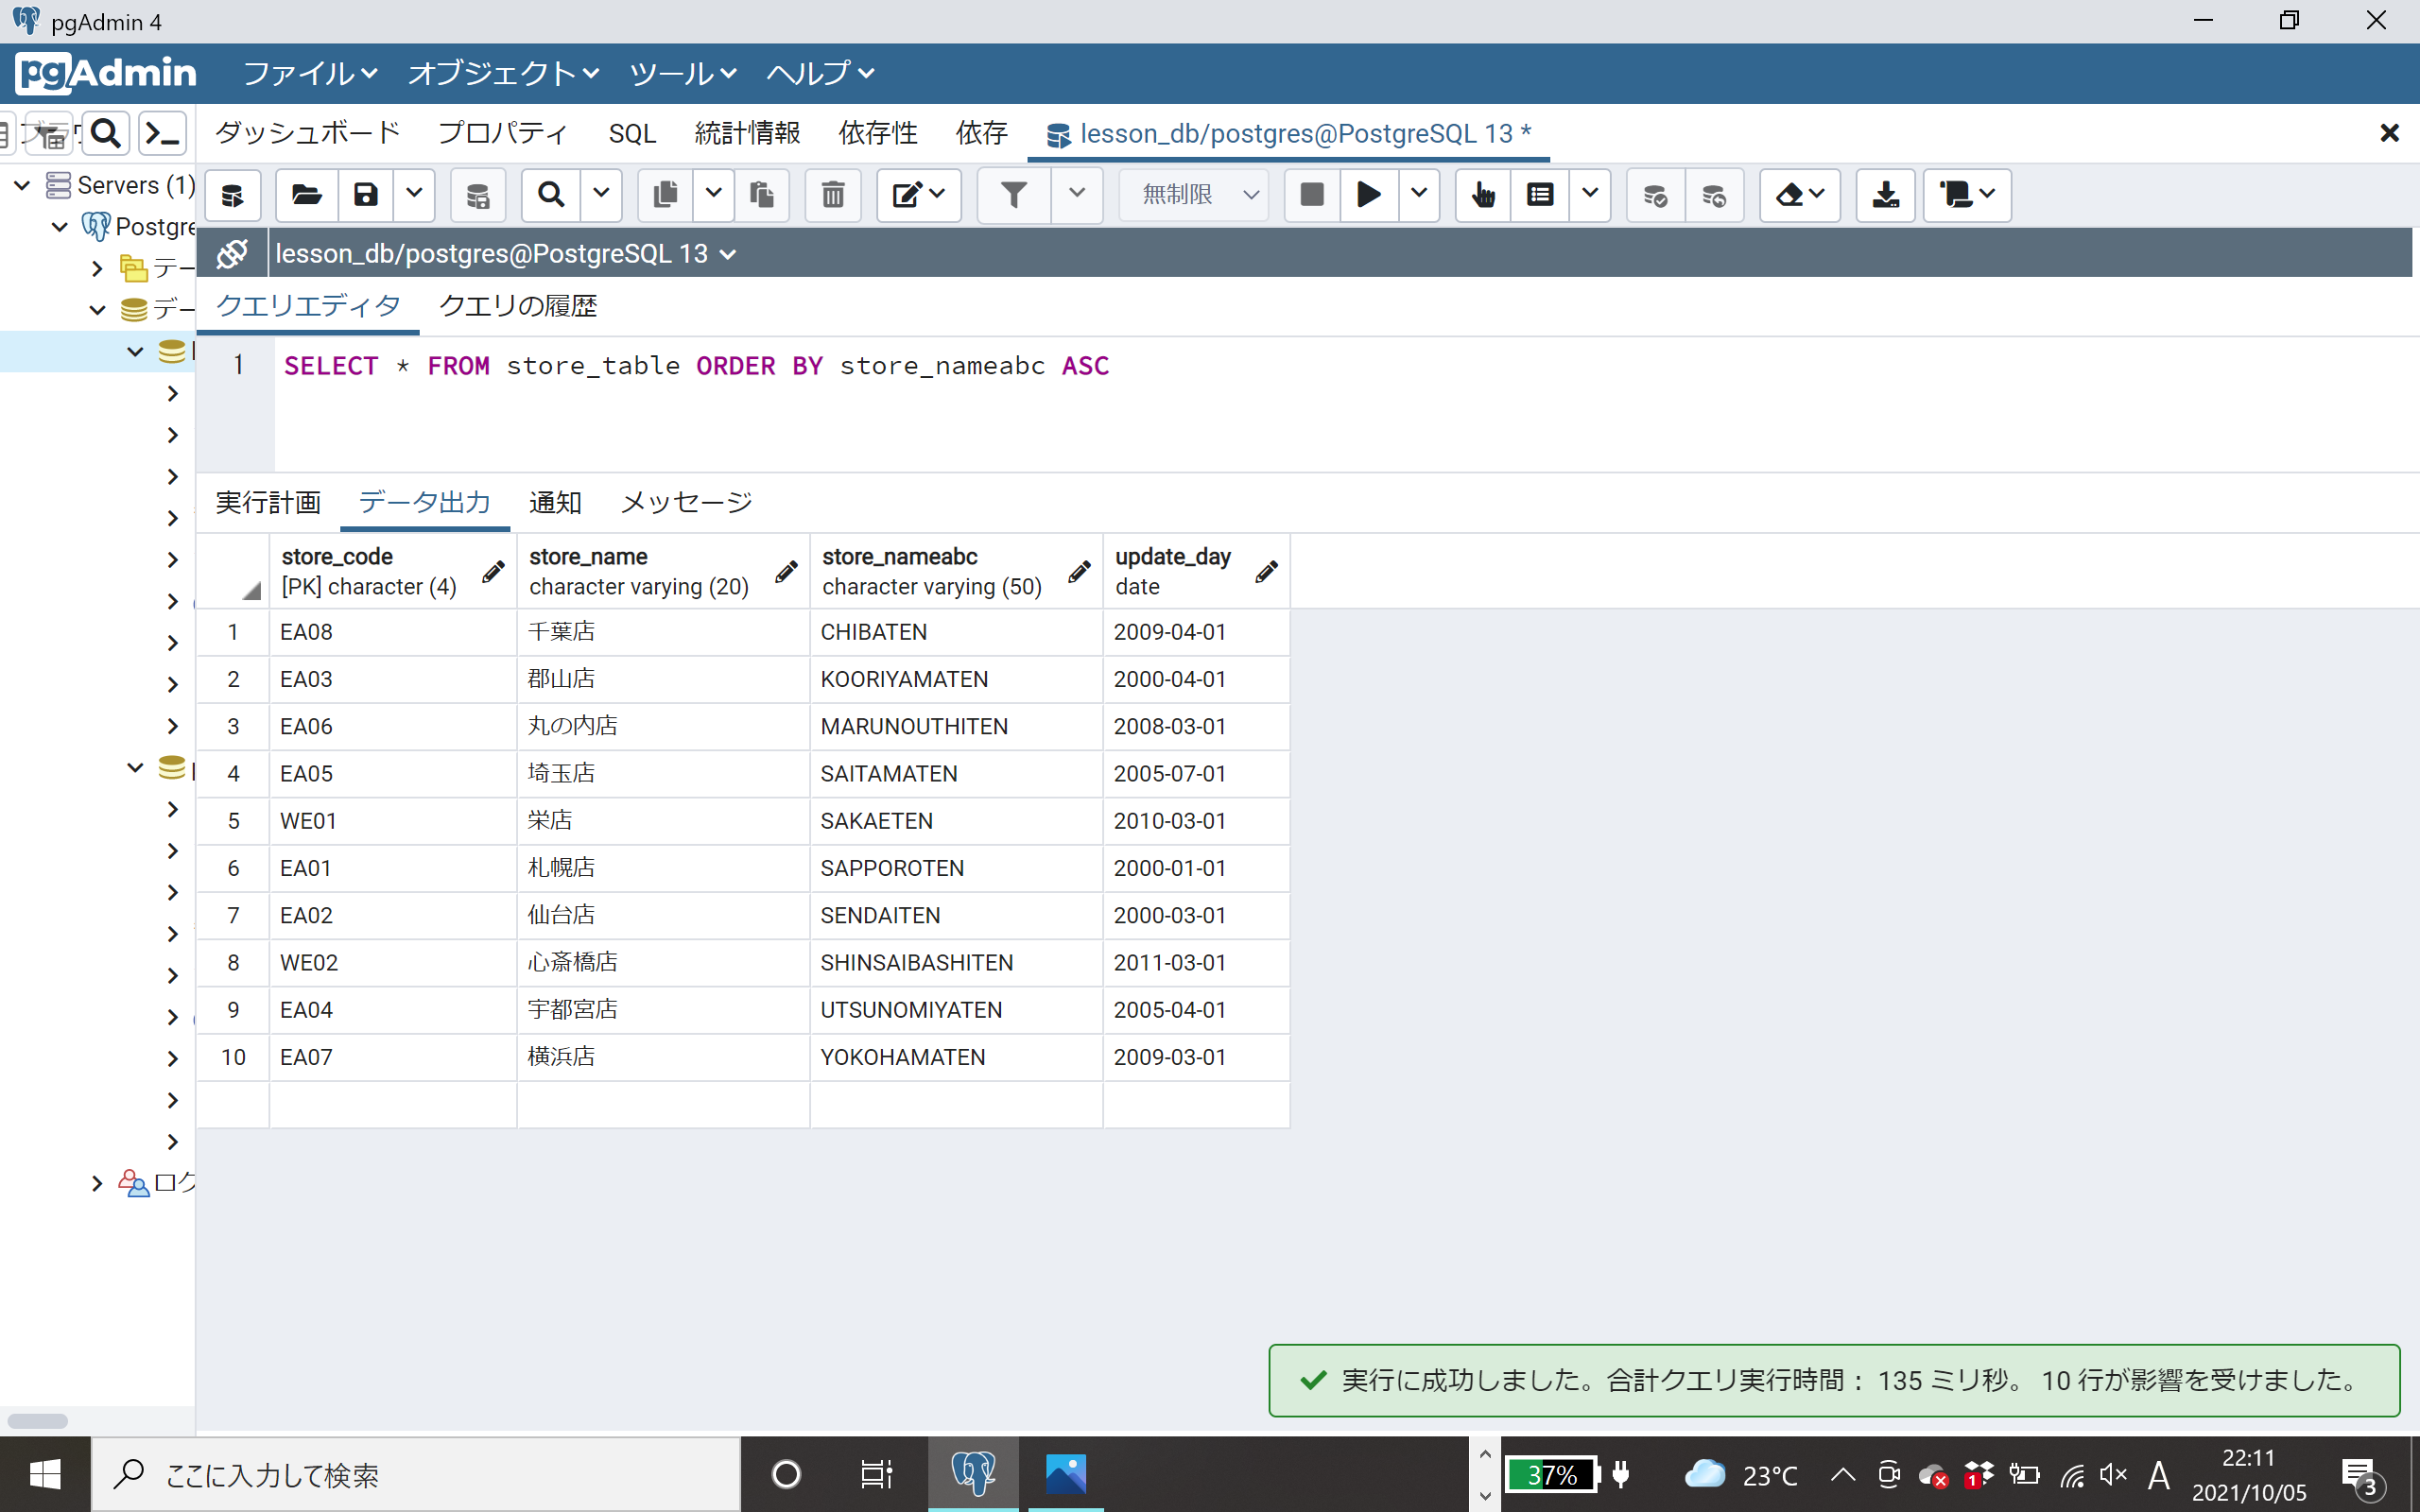 pgAdmin 4
pgAdmin ファイル オブジェクト ツール ヘルプ
ダッシュボード プロパティ SQL 統計情報 依存性 依存 lesson_db/postgres@PostgreSQL 13 *
Servers (1)
無制限
Postgre
lesson_db/postgres@PostgreSQL 13
テー
デー
クエリエディタ クエリの履歴
1 SELECT * FROM store_table ORDER BY store_nameabc ASC
実行計画 データ出力 通知 メッセージ
store_code store_name store_nameabc update_day
[PK] character (4) character varying (20) character varying (50) date
1 EA08 千葉店 CHIBATEN 2009-04-01
2 EA03 郡山店 KOORIYAMATEN 2000-04-01
3 EA06 丸の内店 MARUNOUTHITEN 2008-03-01
4 EA05 埼玉店 SAITAMATEN 2005-07-01
5 WE01 栄店 SAKAETEN 2010-03-01
6 EA01 札幌店 SAPPOROTEN 2000-01-01
7 EA02 仙台店 SENDAITEN 2000-03-01
8 WE02 心斎橋店 SHINSAIBASHITEN 2011-03-01
9 EA04 宇都宮店 UTSUNOMIYATEN 2005-04-01
10 EA07 横浜店 YOKOHAMATEN 2009-03-01
ログ
実行に成功しました。合計クエリ実行時間： 135 ミリ秒。 10 行が影響を受けました。
ここに入力して検索
37% 23°C 1 A 22:11 3
2021/10/05